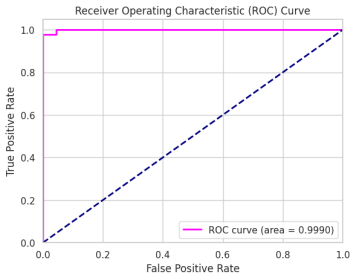 Receiver Operating Characteristic (ROC) Curve
True Positive Rate
1.0
0.8
0.6
0.4
0.2
0.0
ROC curve (area = 0.9990)
0.0 0.2 0.4 0.6 0.8 1.0
False Positive Rate